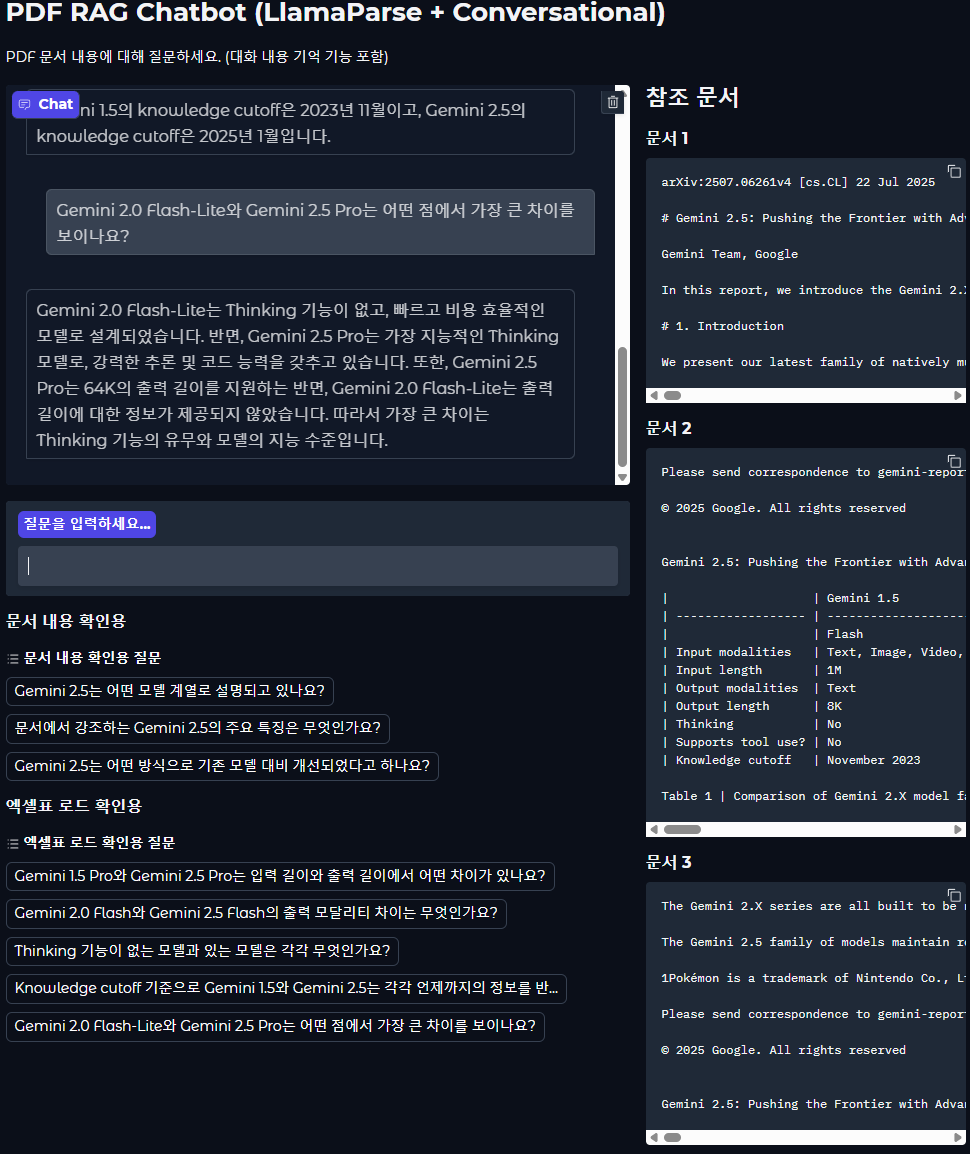 PDF RAG Chatbot (LlamaParse + Conversational)
PDF 문서 내용에 대해 질문하세요. (대화 내용 기억 기능 포함)
Chat
ni 1.5의 knowledge cutoff은 2023년 11월이고, Gemini 2.5의
knowledge cutoff은 2025년 1월입니다.
Gemini 2.0 Flash-Lite와 Gemini 2.5 Pro는 어떤 점에서 가장 큰 차이를
보이나요?
Gemini 2.0 Flash-Lite는 Thinking 기능이 없고, 빠르고 비용 효율적인
모델로 설계되었습니다. 반면, Gemini 2.5 Pro는 가장 지능적인 Thinking
모델로, 강력한 추론 및 코드 능력을 갖추고 있습니다. 또한, Gemini 2.5
Pro는 64K의 출력 길이를 지원하는 반면, Gemini 2.0 Flash-Lite는 출력
길이에 대한 정보가 제공되지 않았습니다. 따라서 가장 큰 차이는
Thinking 기능의 유무와 모델의 지능 수준입니다.
질문을 입력하세요...
문서 내용 확인용
문서 내용 확인용 질문
Gemini 2.5는 어떤 모델 계열로 설명되고 있나요?
문서에서 강조하는 Gemini 2.5의 주요 특징은 무엇인가요?
Gemini 2.5는 어떤 방식으로 기존 모델 대비 개선되었다고 하나요?
엑셀표 로드 확인용
엑셀표 로드 확인용 질문
Gemini 1.5 Pro와 Gemini 2.5 Pro는 입력 길이와 출력 길이에서 어떤 차이가 있나요?
Gemini 2.0 Flash와 Gemini 2.5 Flash의 출력 모달리티 차이는 무엇인가요?
Thinking 기능이 없는 모델과 있는 모델은 각각 무엇인가요?
Knowledge cutoff 기준으로 Gemini 1.5와 Gemini 2.5는 각각 언제까지의 정보를 반...
Gemini 2.0 Flash-Lite와 Gemini 2.5 Pro는 어떤 점에서 가장 큰 차이를 보이나요?
참조 문서
문서 1
arXiv:2507.06261v4 [cs.CL] 22 Jul 2025
# Gemini 2.5: Pushing the Frontier with Adv
Gemini Team, Google
In this report, we introduce the Gemini 2.
# 1. Introduction
We present our latest family of natively mu
문서 2
Please send correspondence to gemini-repor
© 2025 Google. All rights reserved
Gemini 2.5: Pushing the Frontier with Adva
| | Gemini 1.5
| ------------------ | -------------------
| | Flash
| Input modalities | Text, Image, Video,
| Input length | 1M
| Output modalities | Text
| Output length | 8K
| Thinking | No
| Supports tool use? | No
| Knowledge cutoff | November 2023
Table 1 | Comparison of Gemini 2.X model fa
문서 3
The Gemini 2.X series are all built to be
The Gemini 2.5 family of models maintain r
1Pokémon is a trademark of Nintendo Co.,
Please send correspondence to gemini-repor
© 2025 Google. All rights reserved
Gemini 2.5: Pushing the Frontier with Adva